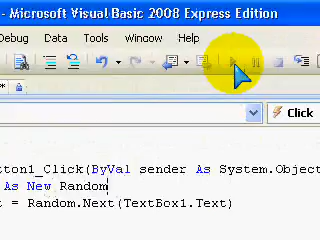 - Microsoft Visual Basic 2008 Express Edition
Debug Data Tools Window Help
Click
ton1_Click(ByVal sender As System.Object
As New Random
t = Random.Next(TextBox1.Text)